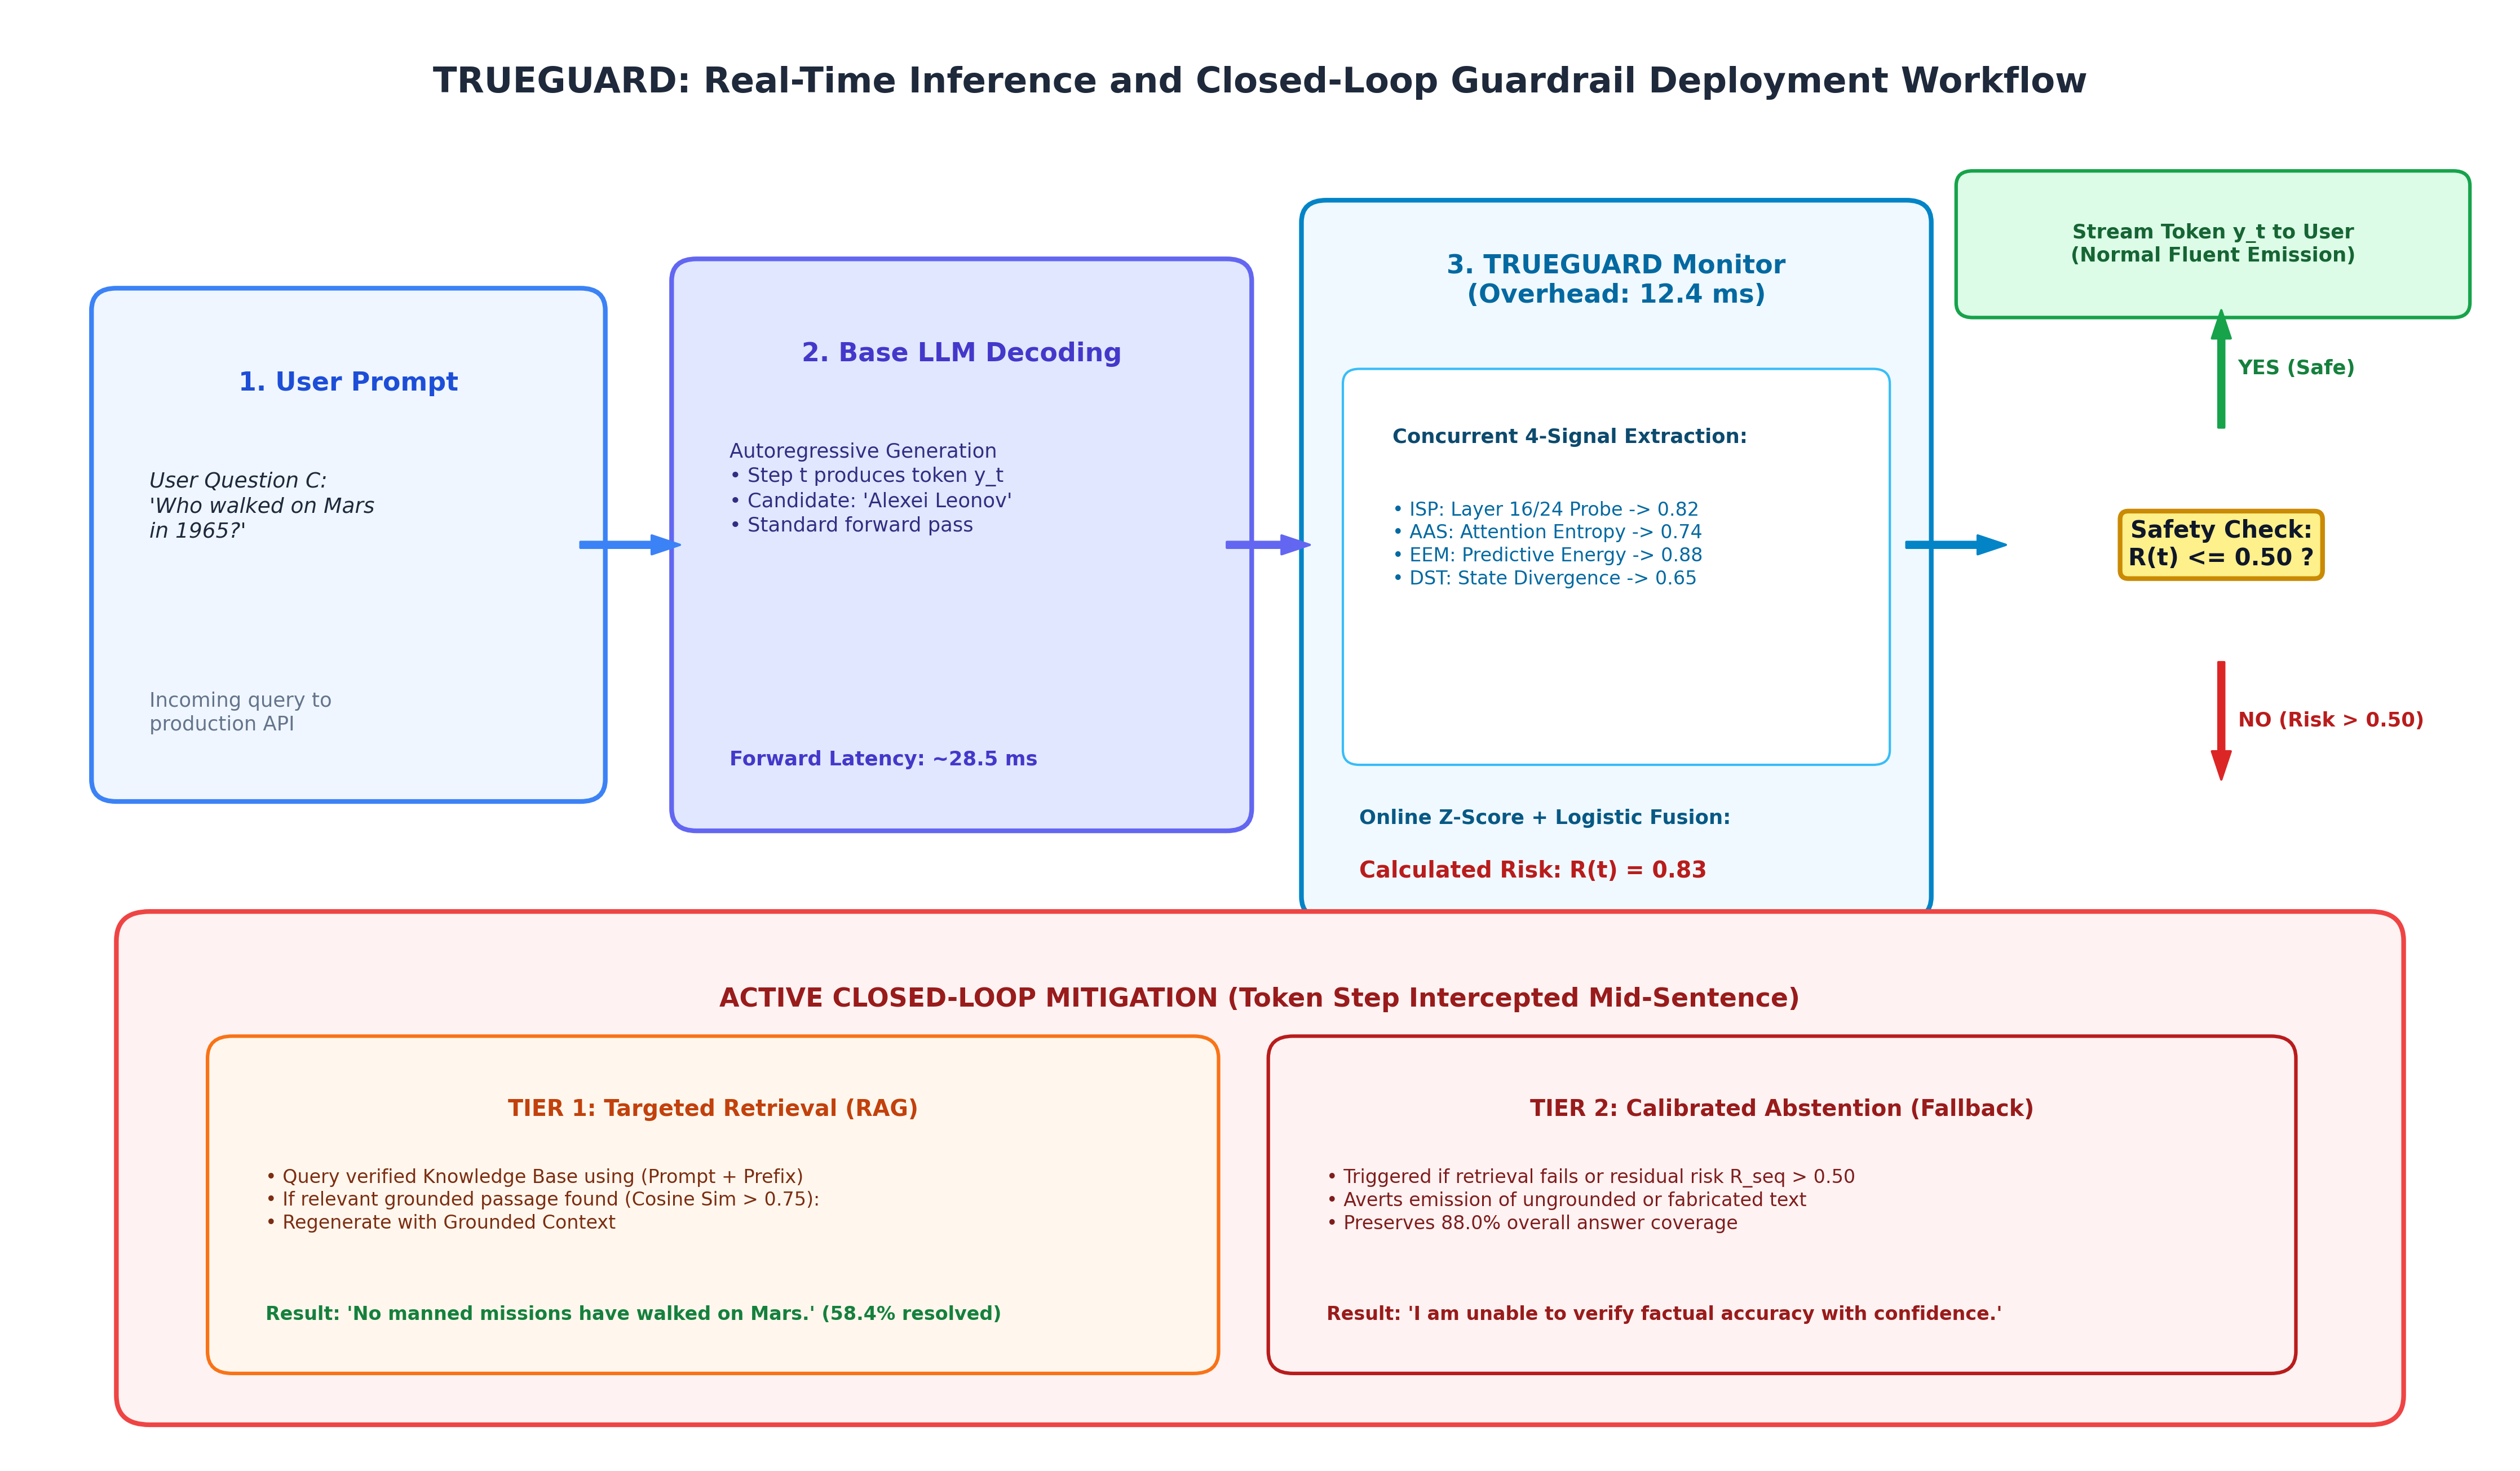 TRUEGUARD: Real-Time Inference and Closed-Loop Guardrail Deployment Workflow
1. User Prompt
User Question C:
'Who walked on Mars
in 1965?'
Incoming query to
production API
2. Base LLM Decoding
Autoregressive Generation
• Step t produces token y_t
• Candidate: 'Alexei Leonov'
• Standard forward pass
Forward Latency: ~28.5 ms
3. TRUEGUARD Monitor
(Overhead: 12.4 ms)
Concurrent 4-Signal Extraction:
• ISP: Layer 16/24 Probe -> 0.82
• AAS: Attention Entropy -> 0.74
• EEM: Predictive Energy -> 0.88
• DST: State Divergence -> 0.65
Online Z-Score + Logistic Fusion:
Calculated Risk: R(t) = 0.83
Stream Token y_t to User
(Normal Fluent Emission)
YES (Safe)
Safety Check:
R(t) <= 0.50 ?
NO (Risk > 0.50)
ACTIVE CLOSED-LOOP MITIGATION (Token Step Intercepted Mid-Sentence)
TIER 1: Targeted Retrieval (RAG)
• Query verified Knowledge Base using (Prompt + Prefix)
• If relevant grounded passage found (Cosine Sim > 0.75):
• Regenerate with Grounded Context
Result: 'No manned missions have walked on Mars.' (58.4% resolved)
TIER 2: Calibrated Abstention (Fallback)
• Triggered if retrieval fails or residual risk R_seq > 0.50
• Averts emission of ungrounded or fabricated text
• Preserves 88.0% overall answer coverage
Result: 'I am unable to verify factual accuracy with confidence.'